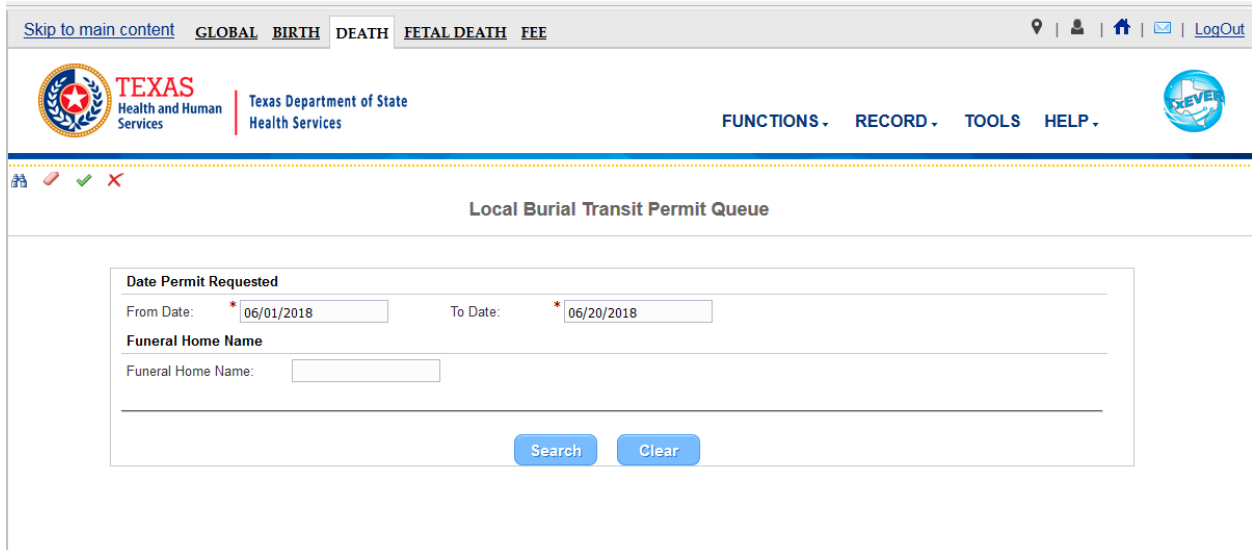 Skip to main content GLOBAL BIRTH DEATH FETAL DEATH FEE | | | | LogOut
TEXAS
Health and Human
Services
Texas Department of State
Health Services
FUNCTIONS RECORD TOOLS HELP
TxEVER
Local Burial Transit Permit Queue
Date Permit Requested
From Date: * 06/01/2018 To Date: * 06/20/2018
Funeral Home Name
Funeral Home Name:
Search Clear